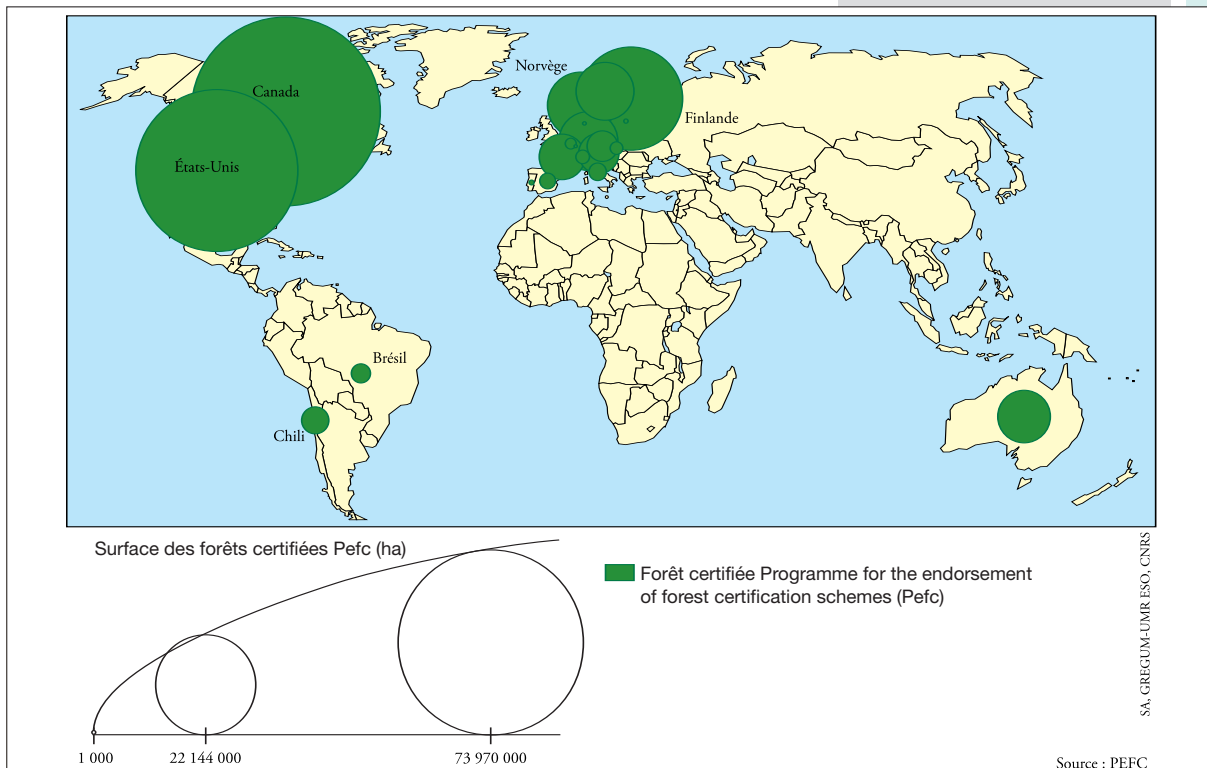 Norvège
Canada
Finlande
États-Unis
Brésil
Chili
Surface des forêts certifiées Pefc (ha)
Forêt certifiée Programme for the endorsement
of forest certification schemes (Pefc)
1 000
22 144 000
73 970 000
SA, GREGUM-UMR ESO, CNRS
Source : PEFC